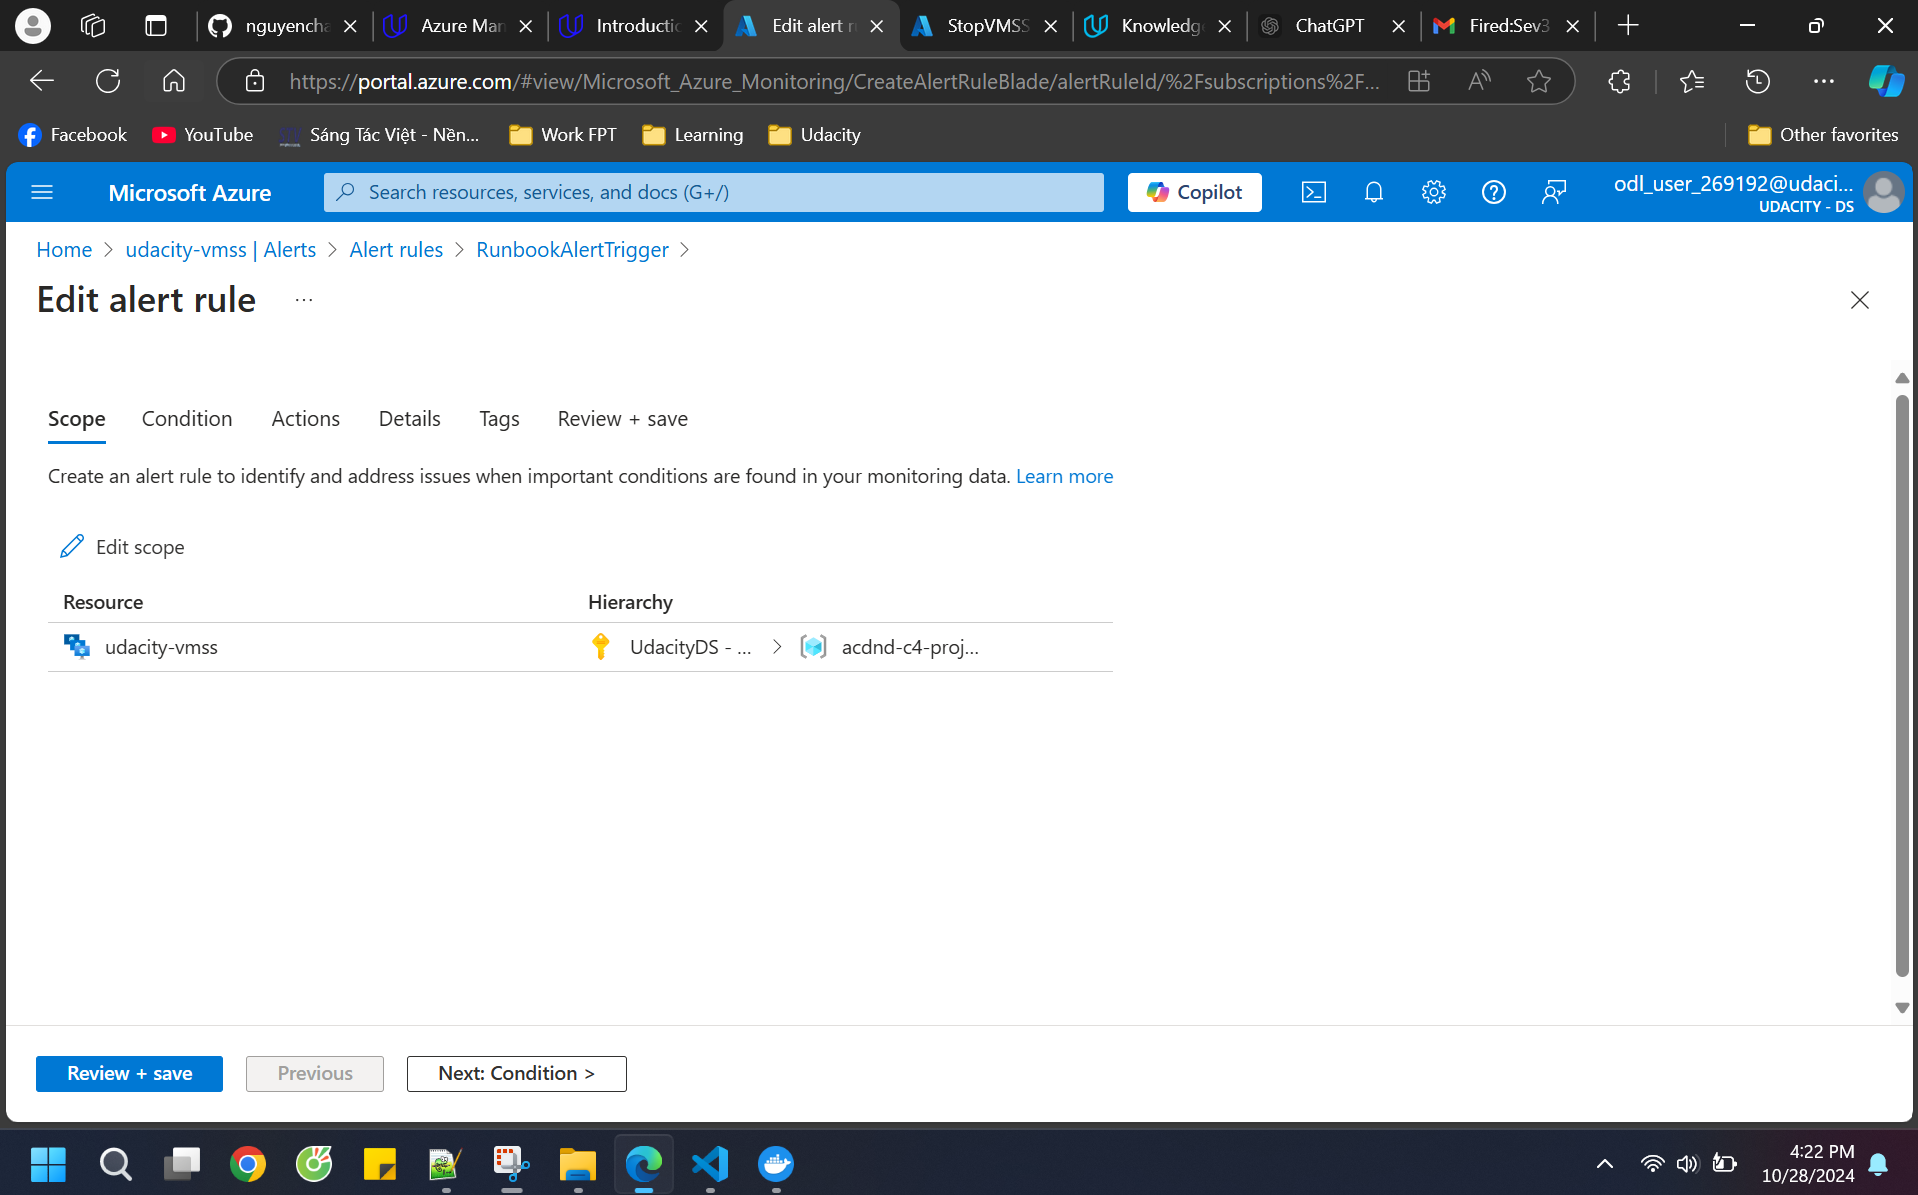 nguyencha
Azure Man
Introductic
Edit alert r
StopVMSS
Knowledge
ChatGPT
Fired:Sev3
https://portal.azure.com/#view/Microsoft_Azure_Monitoring/CreateAlertRuleBlade/alertRuleId/%2Fsubscriptions%2F...
Facebook
YouTube
Sáng Tác Việt - Nền...
Work FPT
Learning
Udacity
Other favorites
Microsoft Azure
Search resources, services, and docs (G+/)
Copilot
odl_user_269192@udaci...
UDACITY - DS
Home > udacity-vmss | Alerts > Alert rules > RunbookAlertTrigger >
Edit alert rule ...
Scope Condition Actions Details Tags Review + save
Create an alert rule to identify and address issues when important conditions are found in your monitoring data. Learn more
Edit scope
Resource Hierarchy
udacity-vmss UdacityDS - ... > acdnd-c4-proj...
Review + save
Previous
Next: Condition >
4:22 PM
10/28/2024